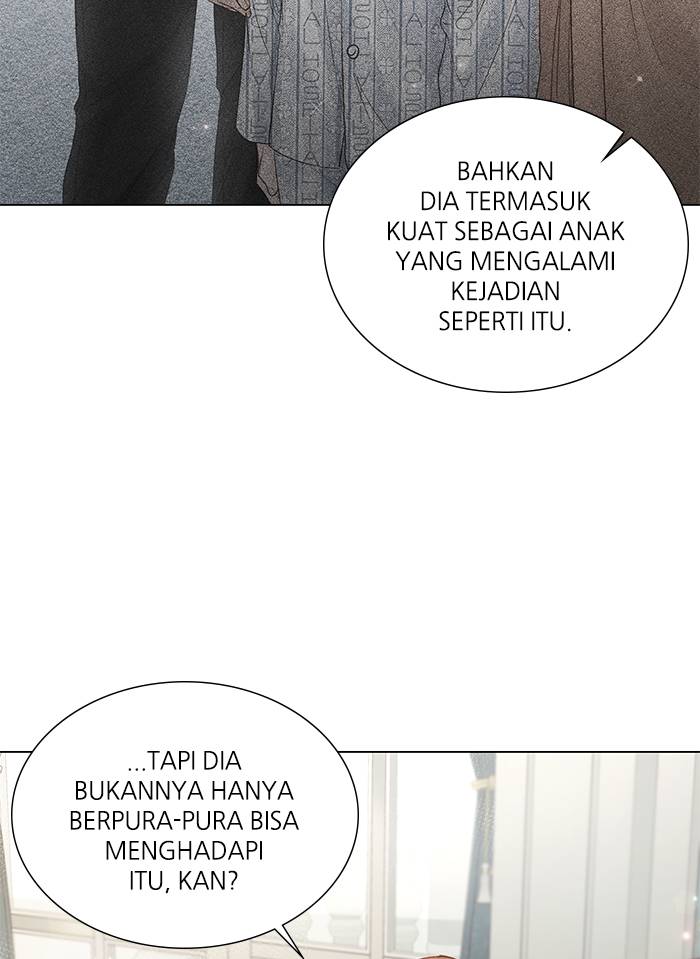 BAHKAN
DIA TERMASUK
KUAT SEBAGAI ANAK
YANG MENGALAMI
KEJADIAN
SEPERTI ITU.
...TAPI DIA
BUKANNYA HANYA
BERPURA-PURA BISA
MENGHADAPI
ITU, KAN?